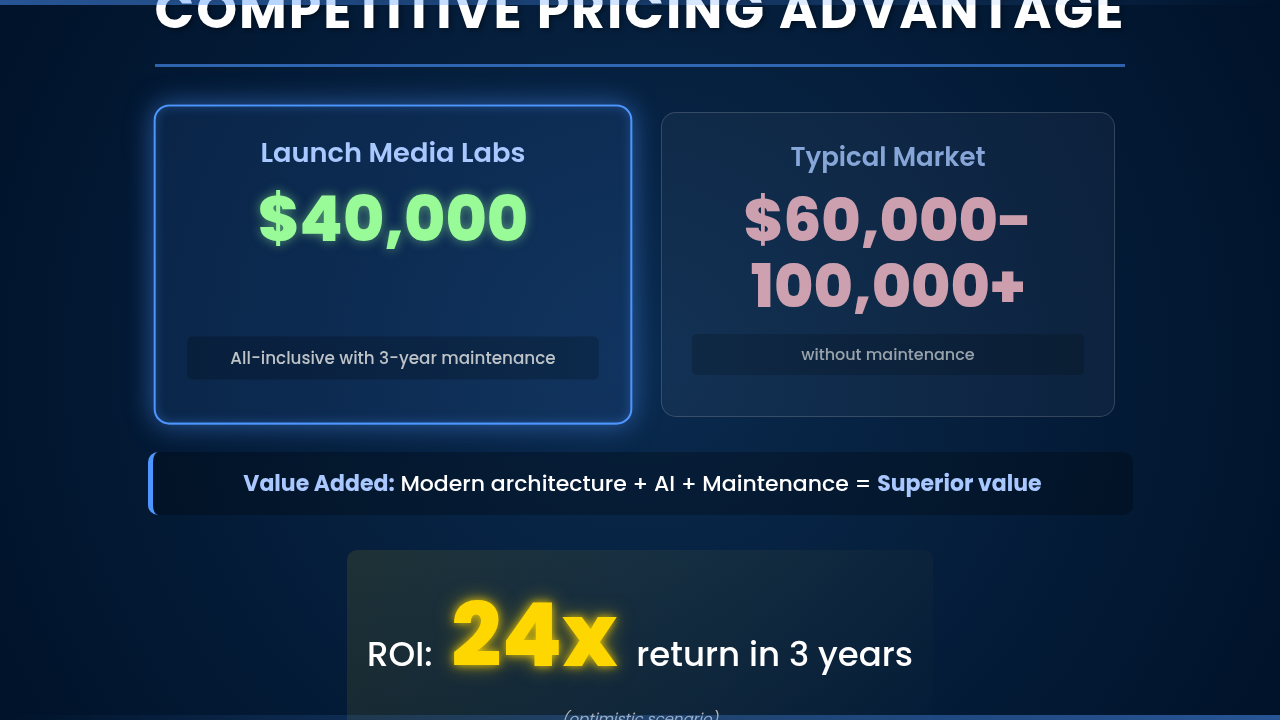 COMPETITIVE PRICING ADVANTAGE
Launch Media Labs
$40,000
All-inclusive with 3-year maintenance
Typical Market
$60,000–
100,000+
without maintenance
Value Added: Modern architecture + AI + Maintenance = Superior value
ROI: 24x return in 3 years
(optimistic scenario)